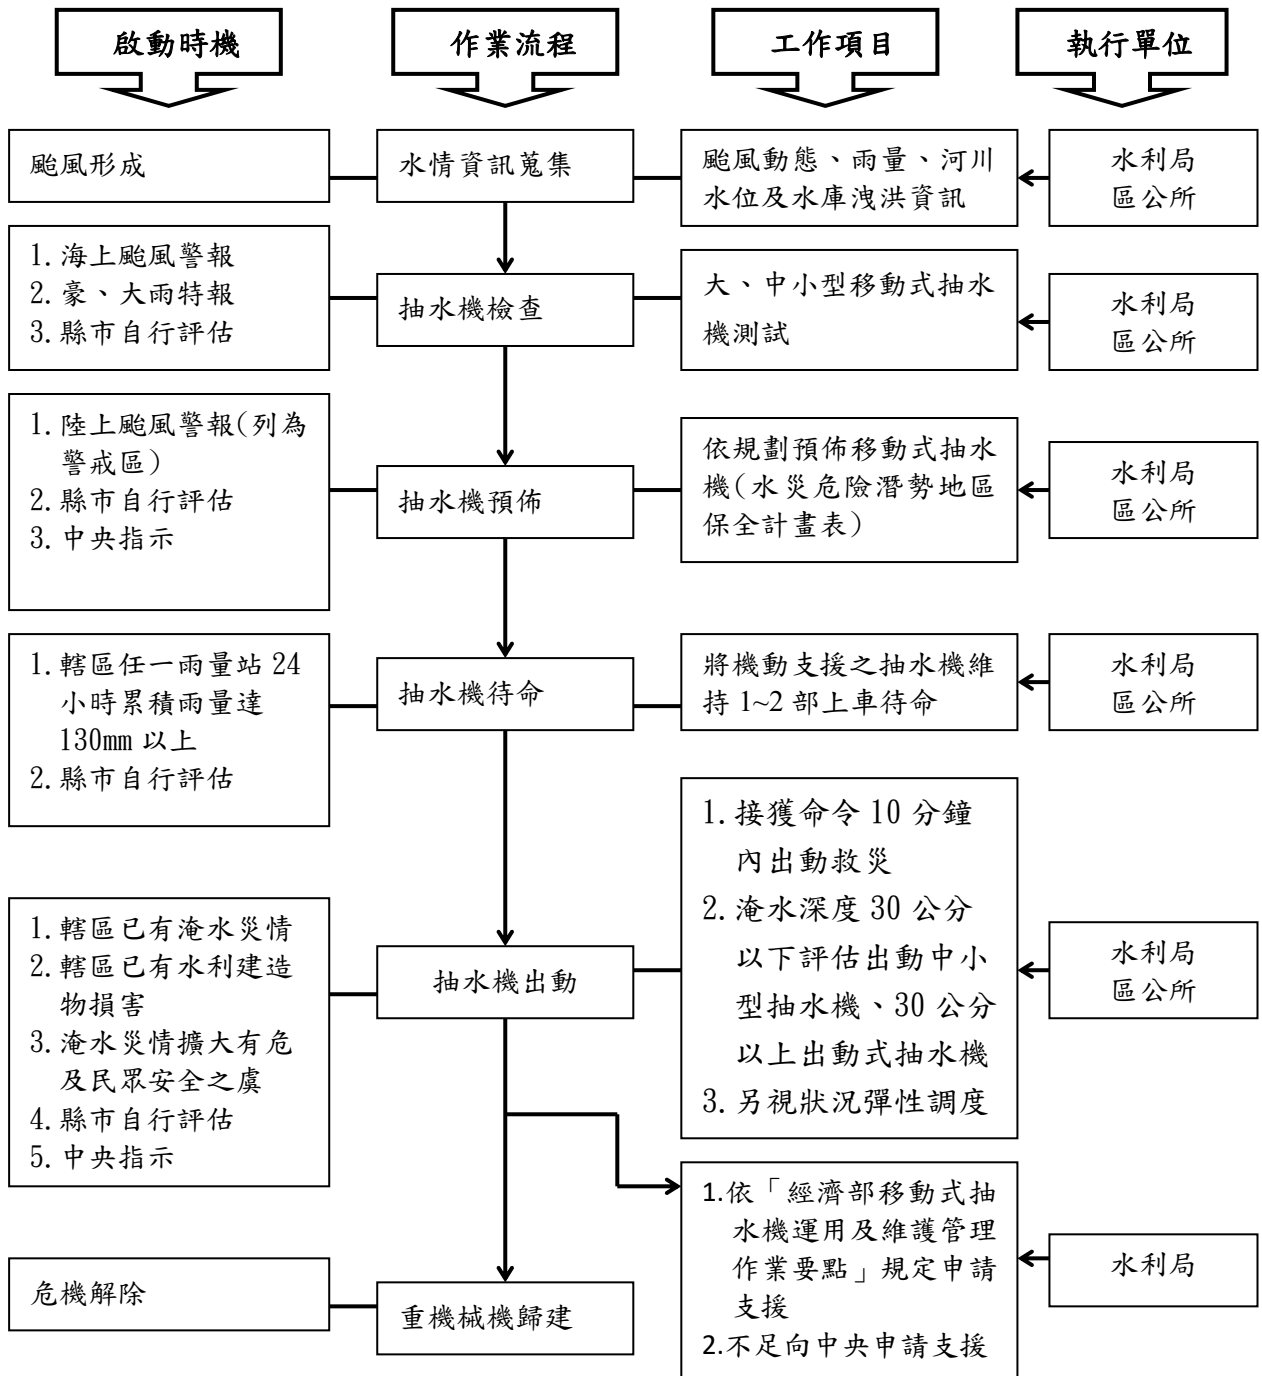 啟動時機
作業流程
工作項目
執行單位
颱風形成
水情資訊蒐集
颱風動態、雨量、河川
水位及水庫洩洪資訊
水利局
區公所
1. 海上颱風警報
2. 豪、大雨特報
3. 縣市自行評估
抽水機檢查
大、中小型移動式抽水
機測試
水利局
區公所
1. 陸上颱風警報(列為
警戒區)
2. 縣市自行評估
3. 中央指示
抽水機預佈
依規劃預佈移動式抽水
機(水災危險潛勢地區
保全計畫表)
水利局
區公所
1. 轄區任一雨量站 24
小時累積雨量達
130mm 以上
2. 縣市自行評估
抽水機待命
將機動支援之抽水機維
持 1~2 部上車待命
水利局
區公所
1. 轄區已有淹水災情
2. 轄區已有水利建造
物損害
3. 淹水災情擴大有危
及民眾安全之虞
4. 縣市自行評估
5. 中央指示
抽水機出動
1. 接獲命令 10 分鐘
內出動救災
2. 淹水深度 30 公分
以下評估出動中小
型抽水機、30 公分
以上出動式抽水機
3. 另視狀況彈性調度
水利局
區公所
1.依「經濟部移動式抽
水機運用及維護管理
作業要點」規定申請
支援
2.不足向中央申請支援
水利局
危機解除
重機械機歸建